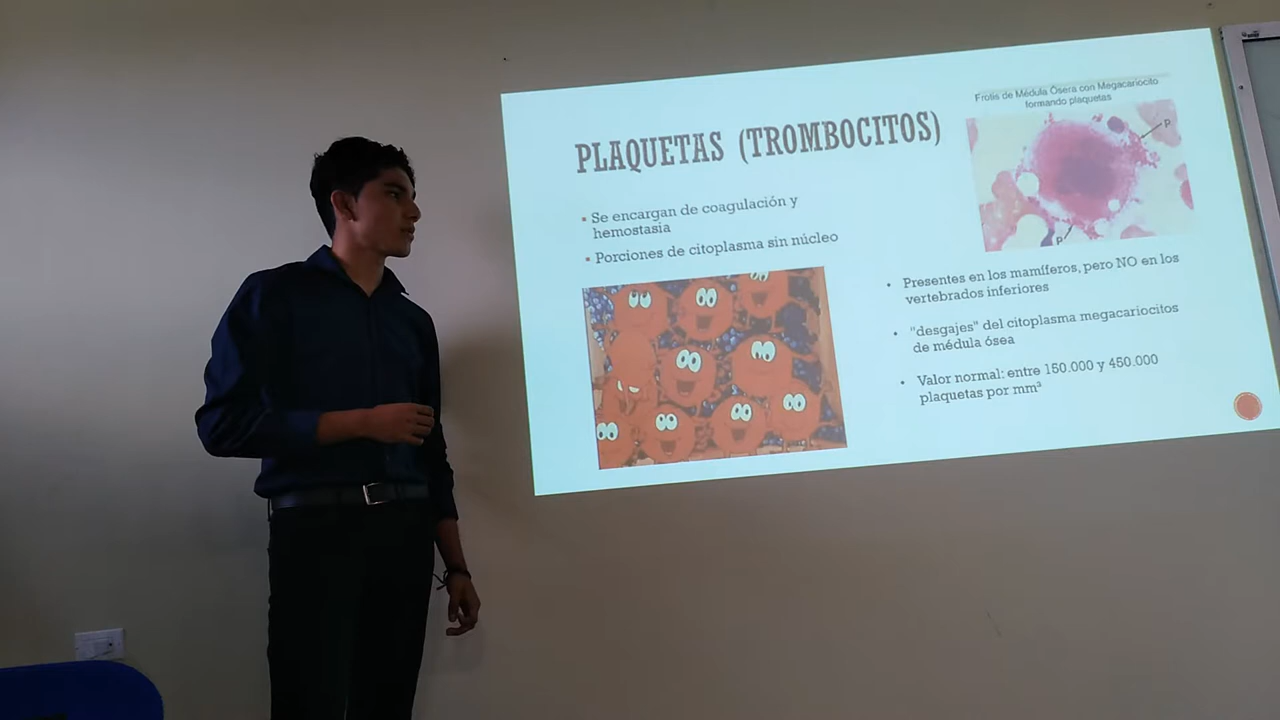 PLAQUETAS (TROMBOCITOS)
Se encargan de coagulación y
hemostasia
Porciones de citoplasma sin núcleo
Frotis de Médula Ósera con Megacariocito
formando plaquetas
P
P
Presentes en los mamíferos, pero NO en los
vertebrados inferiores
"desgajes" del citoplasma megacariocitos
de médula ósea
Valor normal: entre 150.000 y 450.000
plaquetas por mm³